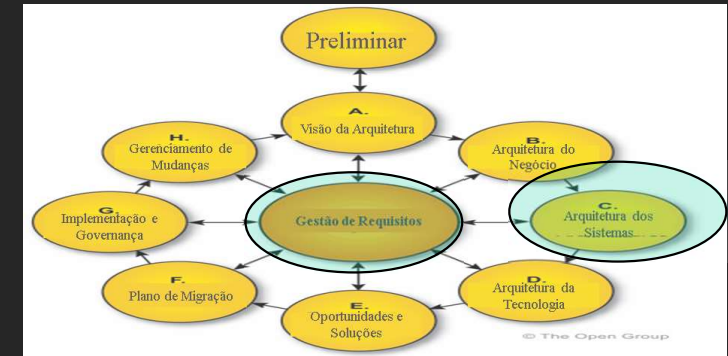 Preliminar
A.
Visão da Arquitetura
H.
Gerenciamento de
Mudanças
B.
Arquitetura do
Negócio
G.
Implementação e
Governança
Gestão de Requisitos
C.
Arquitetura dos
Sistemas
F.
Plano de Migração
D.
Arquitetura da
Tecnologia
E.
Oportunidades e
Soluções
© The Open Group